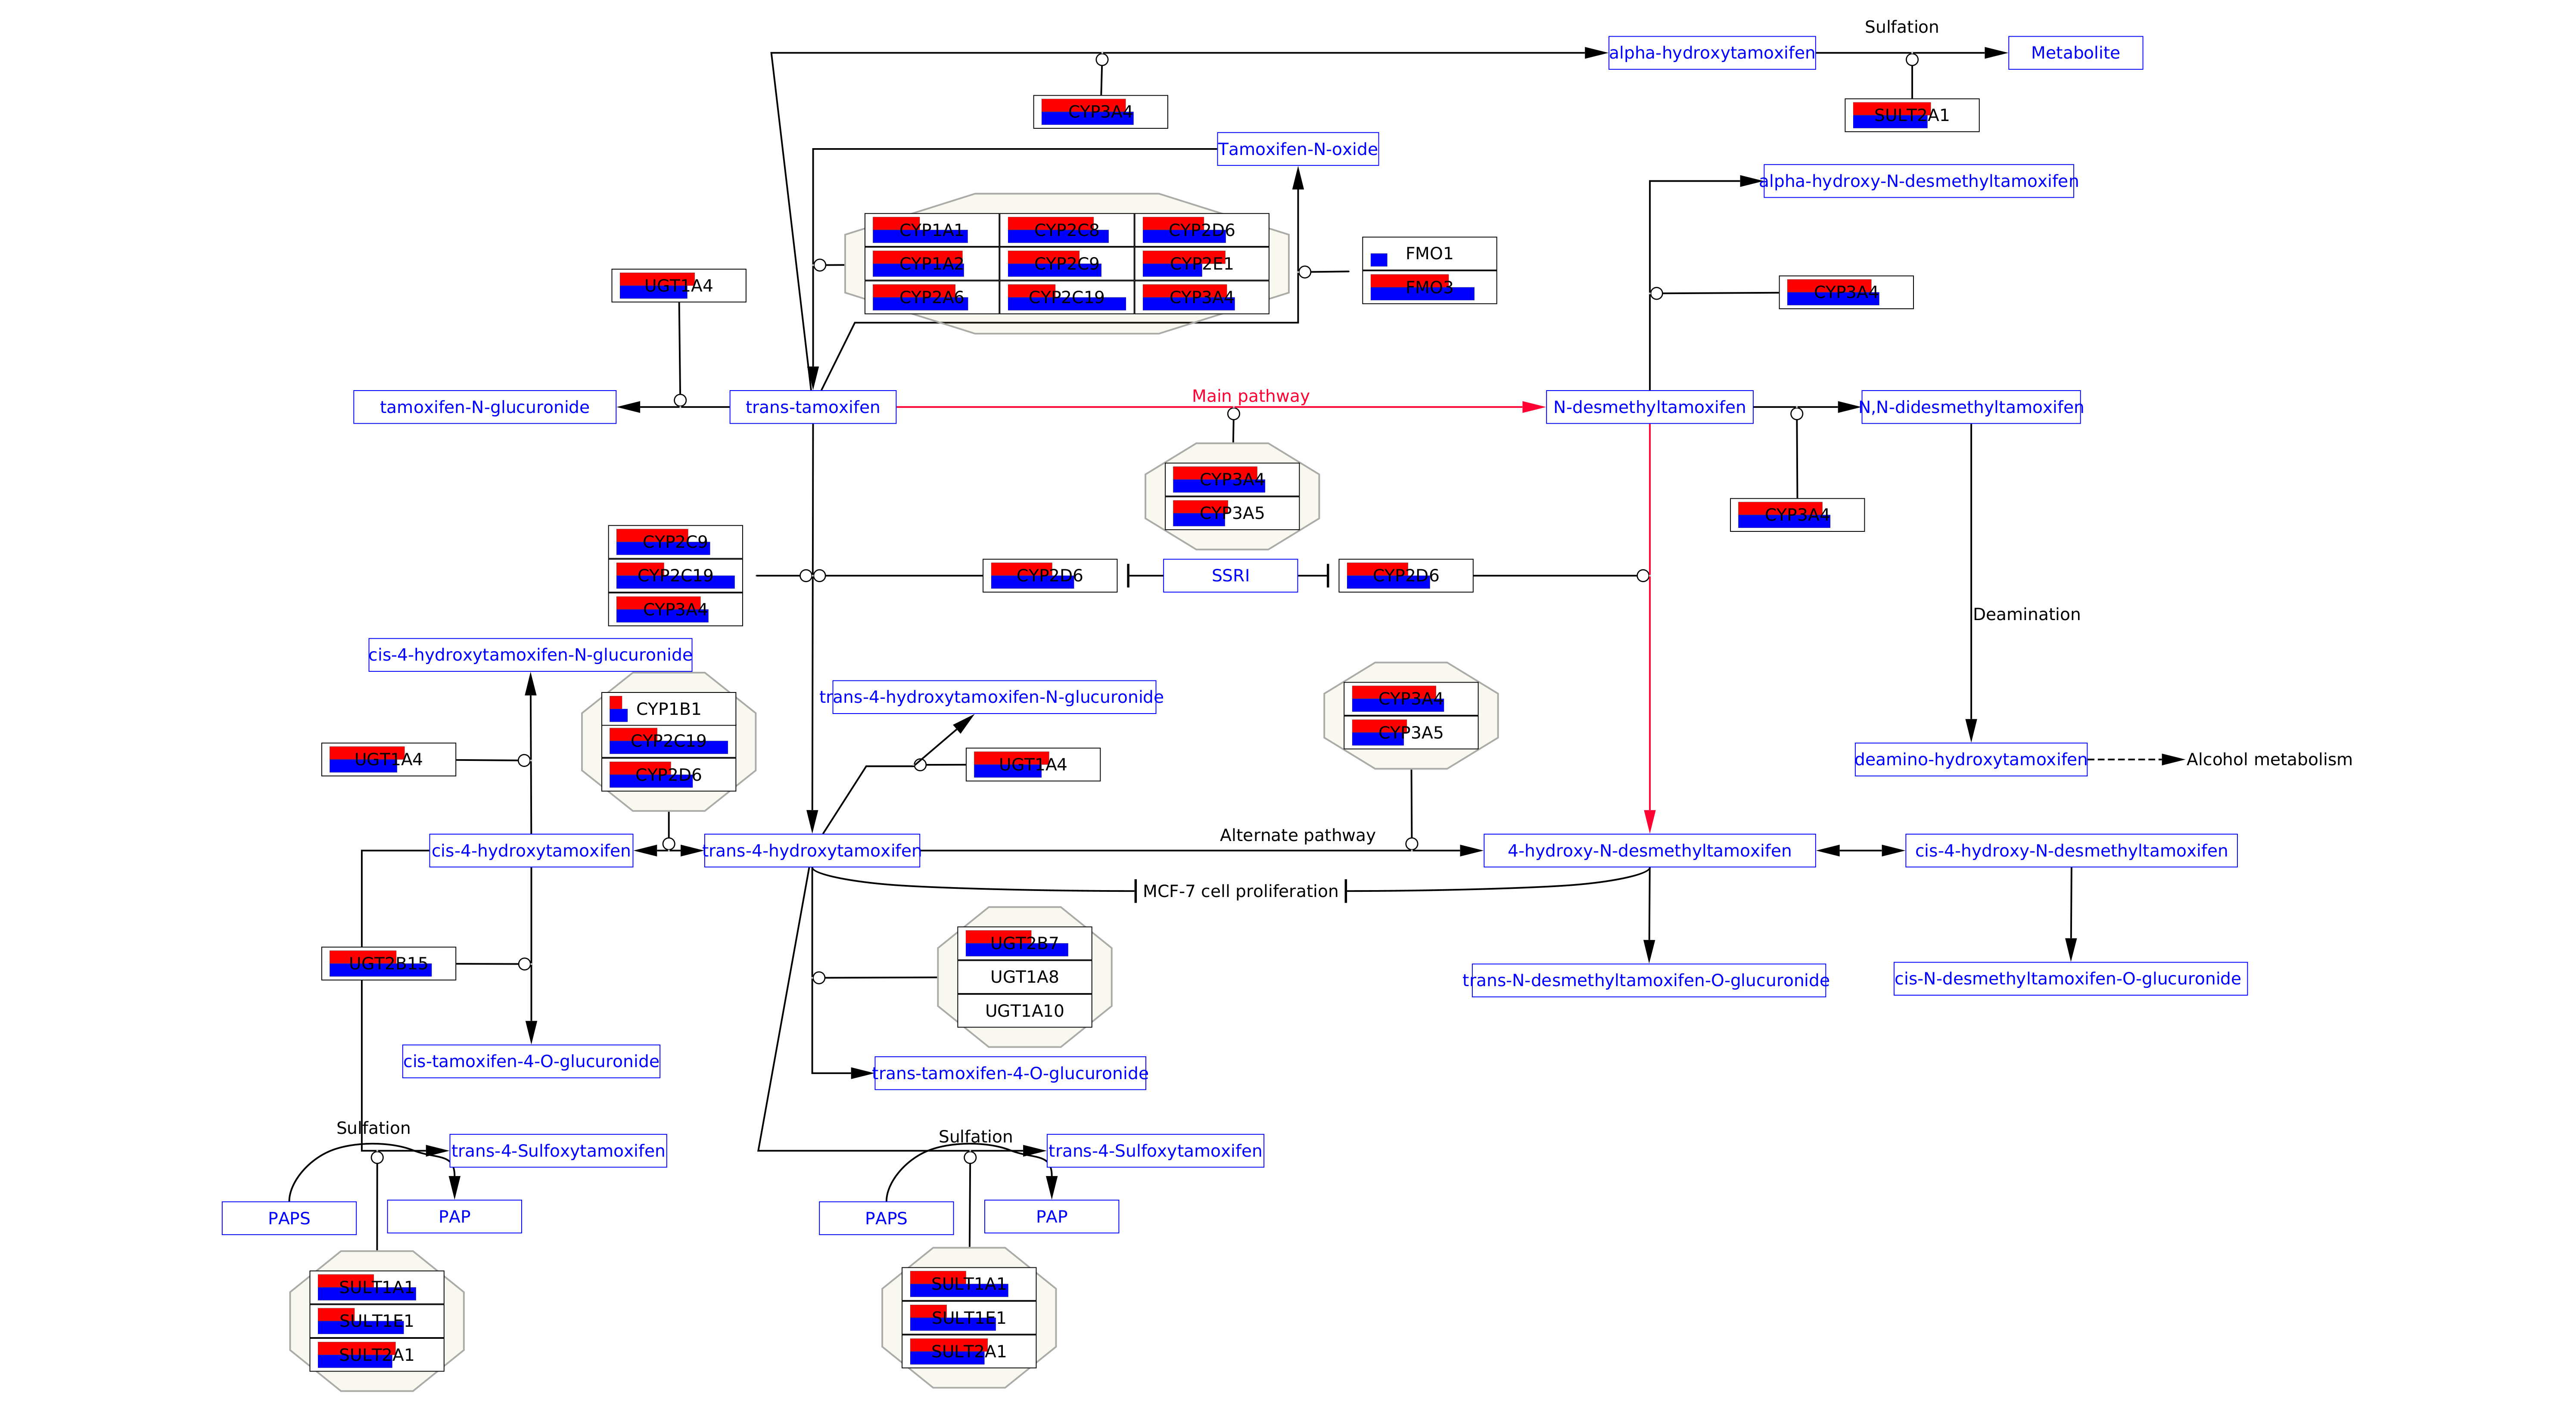 Sulfation
alpha-hydroxytamoxifen
Metabolite
CYP3A4
SULT2A1
Tamoxifen-N-oxide
alpha-hydroxy-N-desmethyltamoxifen
CYP1A1 CYP2C8 CYP2D6
CYP1A2 CYP2C9 CYP2E1
CYP2A6 CYP2C19 CYP3A4
FMO1
FMO3
UGT1A4
CYP3A4
tamoxifen-N-glucuronide
trans-tamoxifen
Main pathway
N-desmethyltamoxifen
N,N-didesmethyltamoxifen
CYP3A4
CYP3A5
CYP3A4
CYP2C9
CYP2C19
CYP3A4
CYP2D6
SSRI
CYP2D6
Deamination
cis-4-hydroxytamoxifen-N-glucuronide
trans-4-hydroxytamoxifen-N-glucuronide
CYP1B1
CYP2C19
CYP2D6
CYP3A4
CYP3A5
UGT1A4
UGT1A4
deamino-hydroxytamoxifen
Alcohol metabolism
cis-4-hydroxytamoxifen
trans-4-hydroxytamoxifen
Alternate pathway
4-hydroxy-N-desmethyltamoxifen
cis-4-hydroxy-N-desmethyltamoxifen
MCF-7 cell proliferation
UGT2B15
UGT2B7
UGT1A8
UGT1A10
trans-N-desmethyltamoxifen-O-glucuronide
cis-N-desmethyltamoxifen-O-glucuronide
cis-tamoxifen-4-O-glucuronide
trans-tamoxifen-4-O-glucuronide
Sulfation
trans-4-Sulfoxytamoxifen
Sulfation
trans-4-Sulfoxytamoxifen
PAPS
PAP
PAPS
PAP
SULT1A1
SULT1E1
SULT2A1
SULT1A1
SULT1E1
SULT2A1